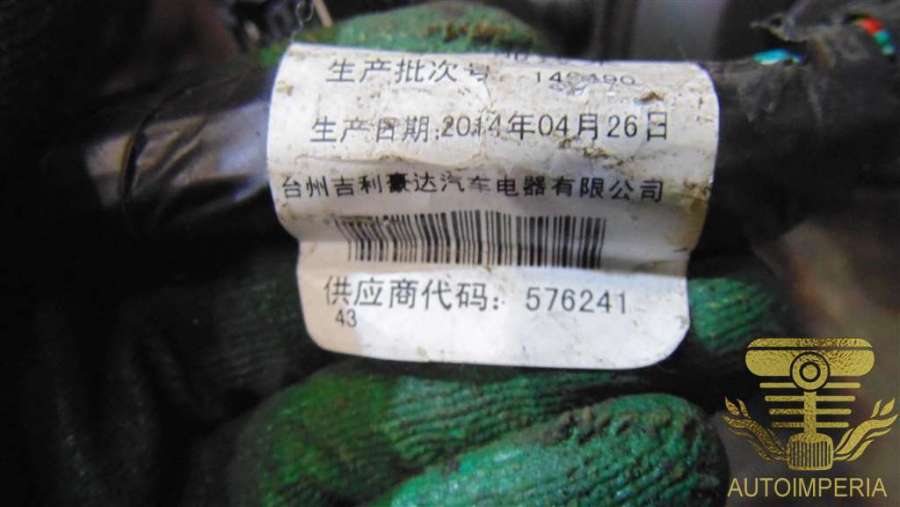 生产批次号
生产日期:2014年04月26日
台州吉利豪达汽车电器有限公司
供应商代码: 576241
43
AUTOIMPERIA